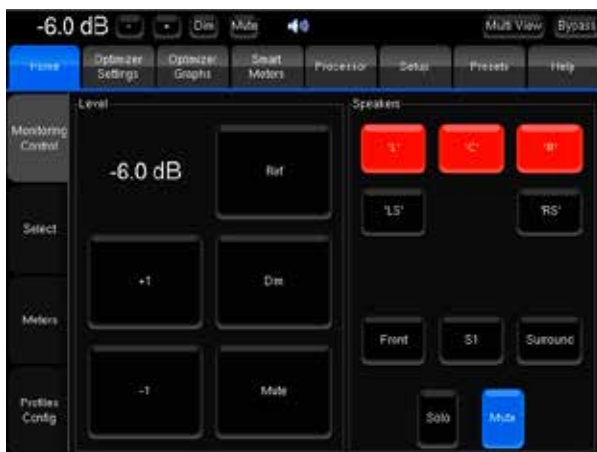 -6.0 dB - + Dim Mute Multi View Bypass
Home Optimizer Settings Optimizer Graphs Smart Meters Processor Setup Presets Help
Level Speakers
Monitoring Control
-6.0 dB Ref 'L' 'C' 'R'
Select 'LS' 'RS'
+1 Dim
Meters Front S1 Surround
Profiles Config -1 Mute Solo Mute